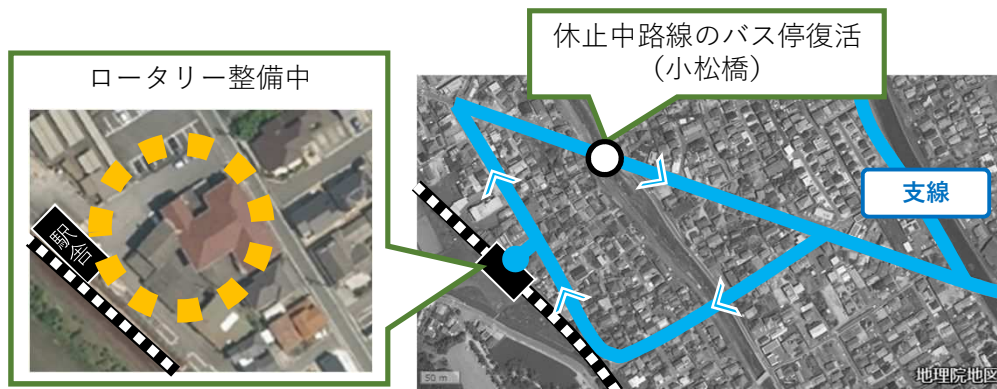 休止中路線のバス停復活
（小松橋）
ロータリー整備中
駅舎
支線
50 m
地理院地図